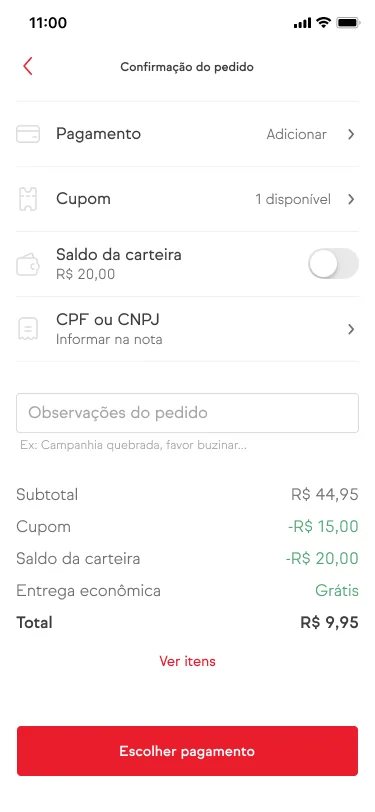 11:00
Confirmação do pedido
Pagamento Adicionar
Cupom 1 disponível
Saldo da carteira
R$ 20,00
CPF ou CNPJ
Informar na nota
Observações do pedido
Ex: Campanhia quebrada, favor buzinar...
Subtotal R$ 44,95
Cupom -R$ 15,00
Saldo da carteira -R$ 20,00
Entrega econômica Grátis
Total R$ 9,95
Ver itens
Escolher pagamento